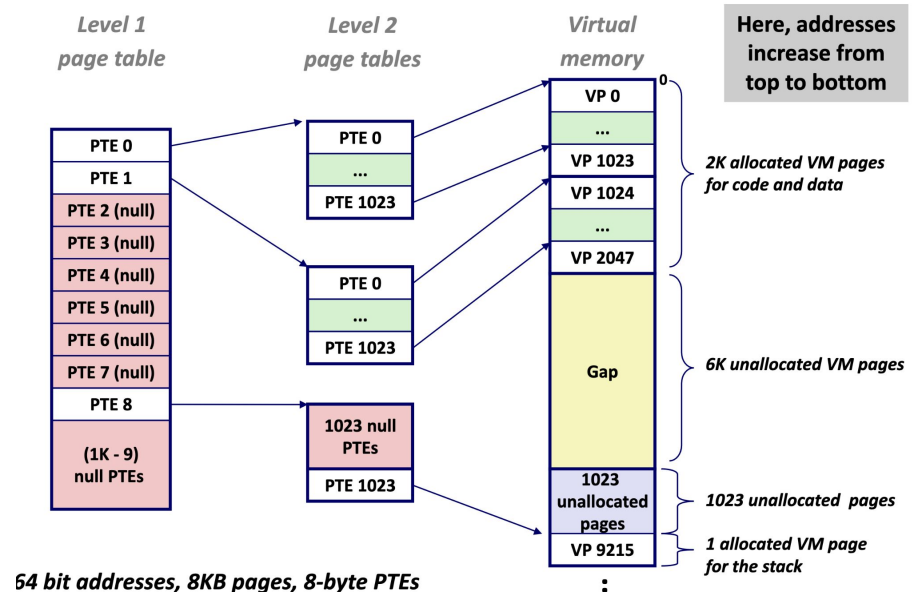 Level 1
page table
Level 2
page tables
Virtual
memory
Here, addresses
increase from
top to bottom
PTE 0
PTE 1
PTE 2 (null)
PTE 3 (null)
PTE 4 (null)
PTE 5 (null)
PTE 6 (null)
PTE 7 (null)
PTE 8
(1K - 9)
null PTEs
PTE 0
...
PTE 1023
PTE 0
...
PTE 1023
1023 null
PTEs
PTE 1023
0
VP 0
...
VP 1023
VP 1024
...
VP 2047
Gap
1023
unallocated
pages
VP 9215
2K allocated VM pages
for code and data
6K unallocated VM pages
1023 unallocated pages
1 allocated VM page
for the stack
64 bit addresses, 8KB pages, 8-byte PTEs